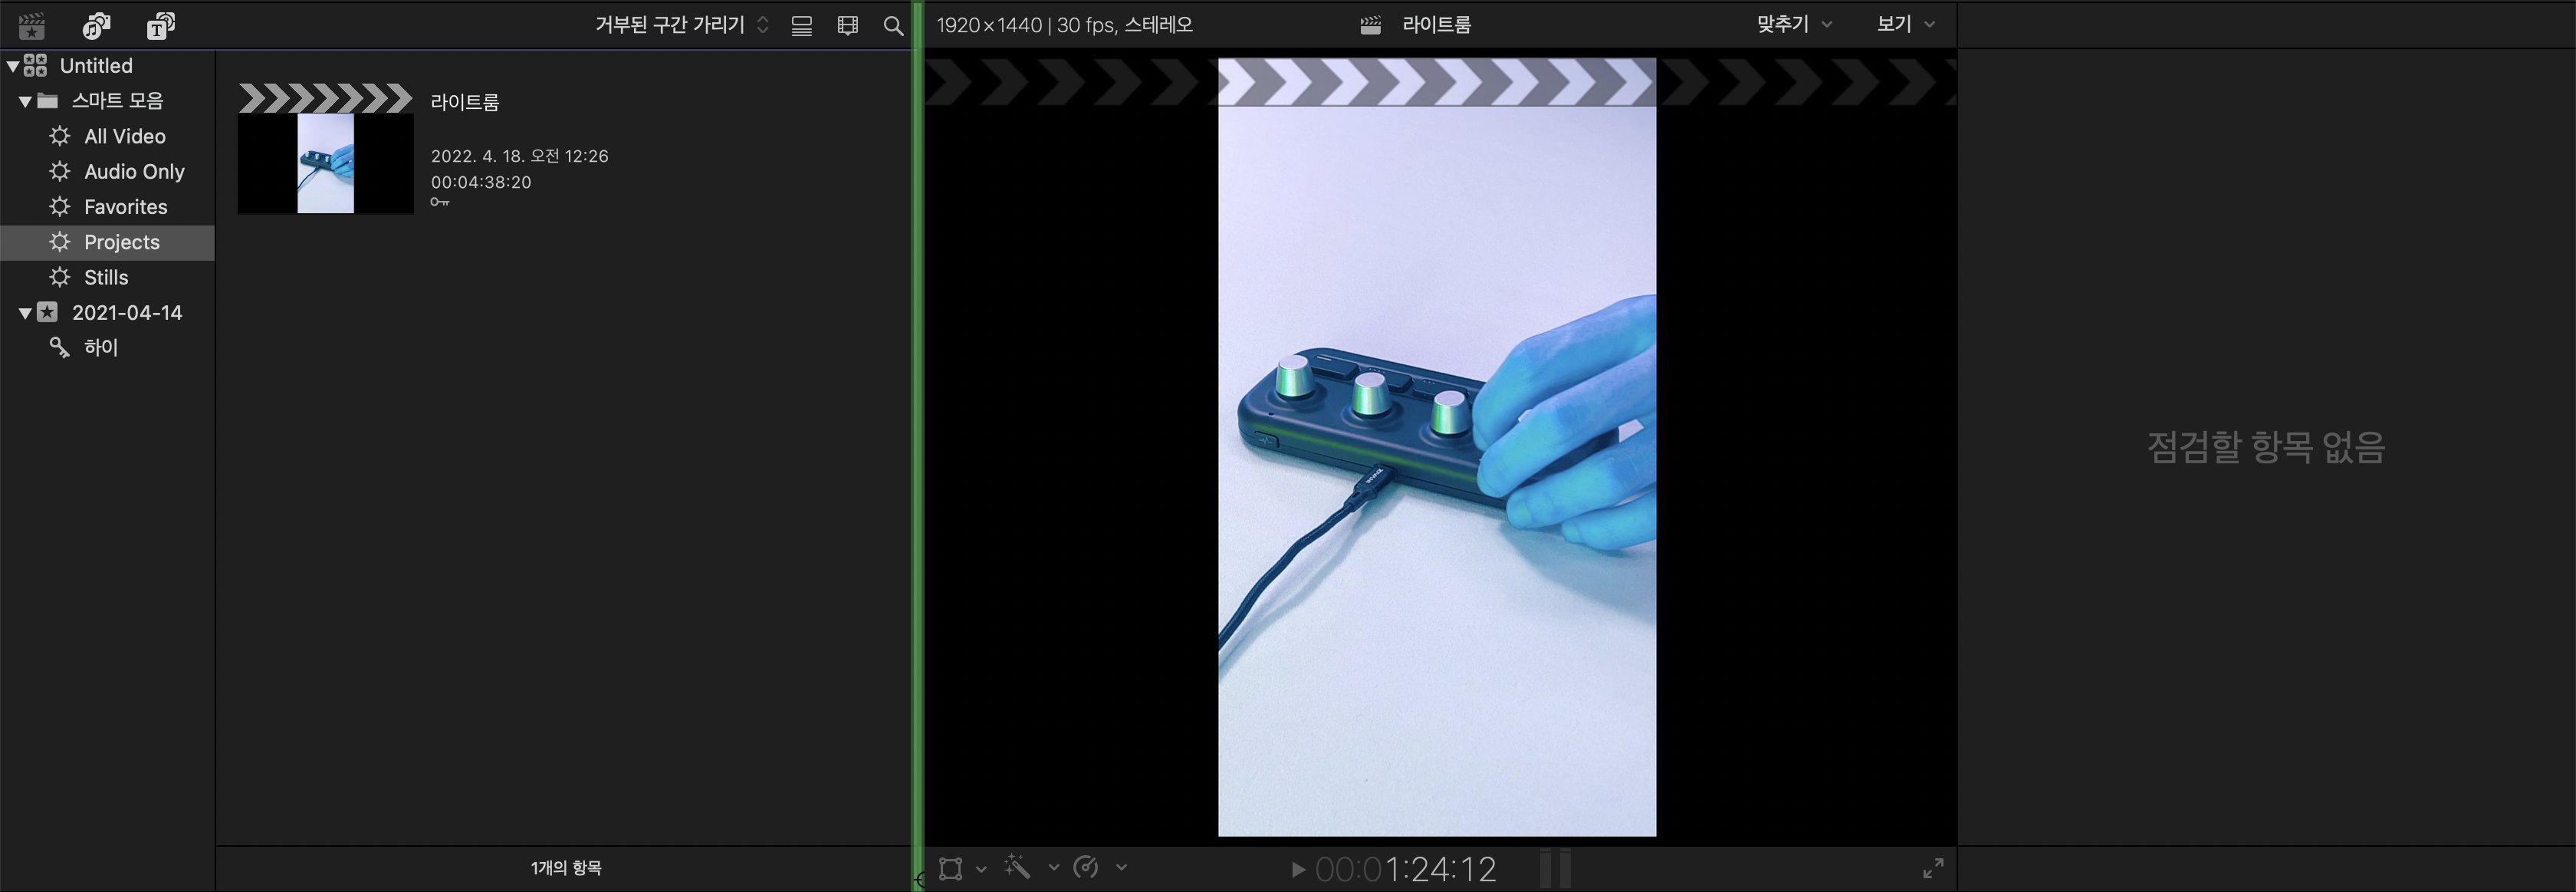 거부된 구간 가리기
1920×1440 | 30 fps, 스테레오
라이트룸
맞추기
보기
Untitled
스마트 모음
All Video
Audio Only
Favorites
Projects
Stills
2021-04-14
하이
라이트룸
2022. 4. 18. 오전 12:26
00:04:38:20
점검할 항목 없음
1개의 항목
00:01:24:12